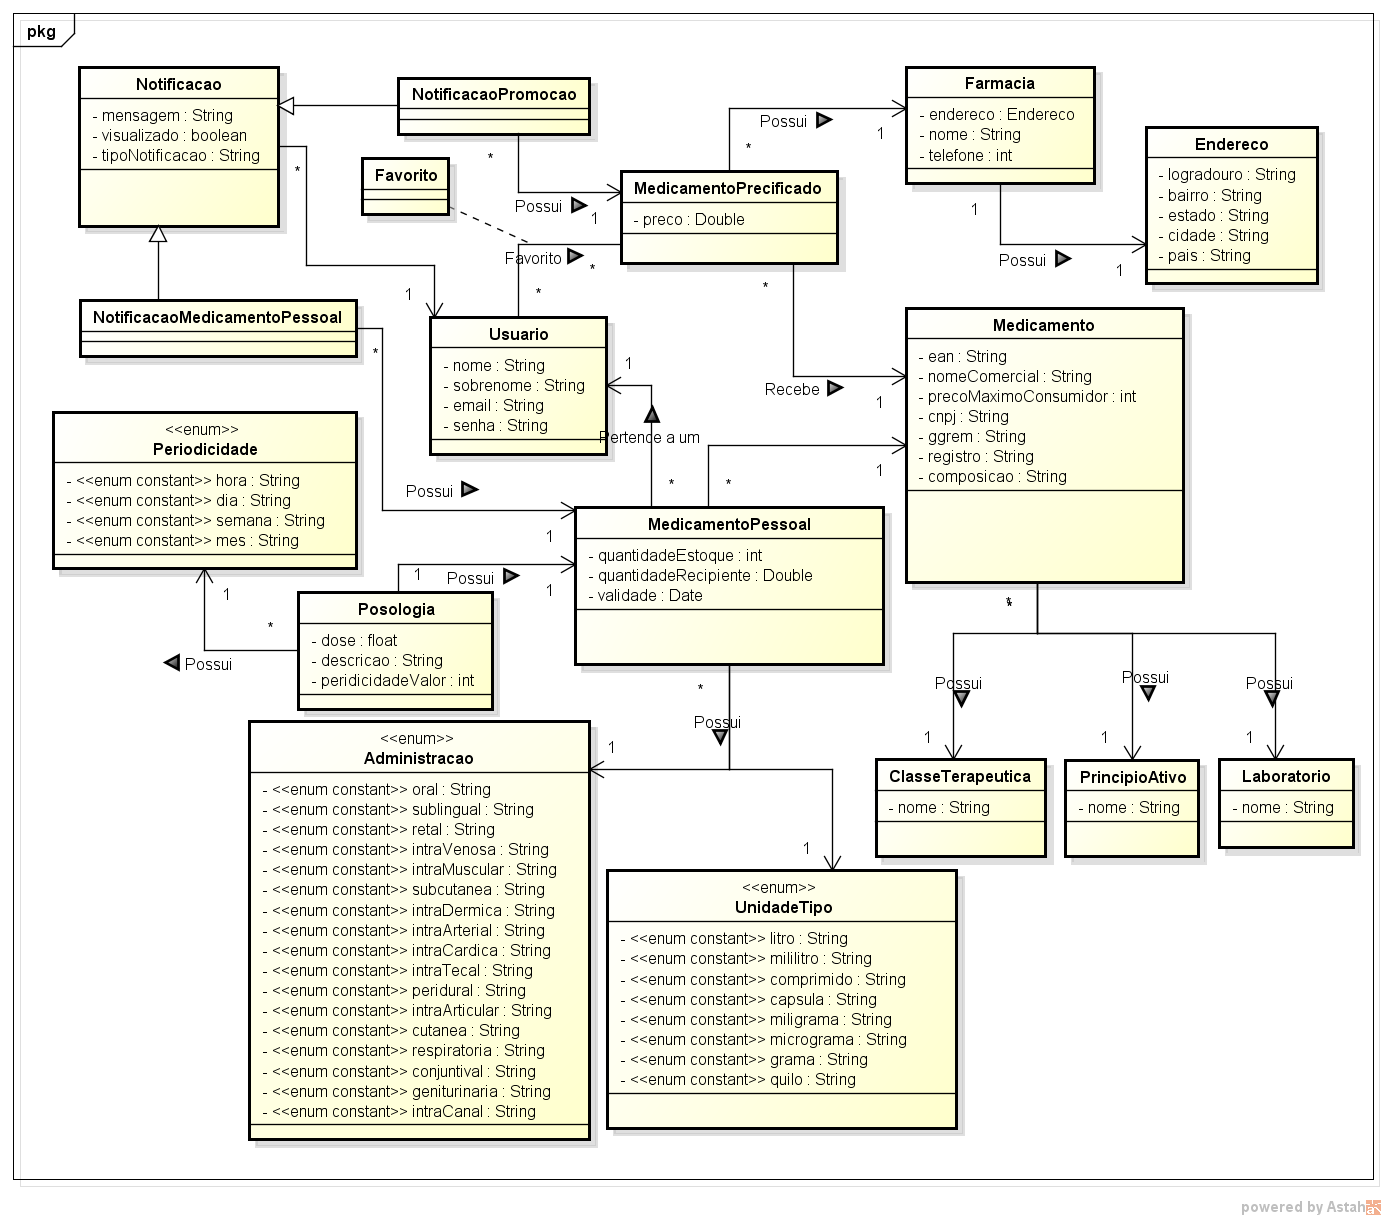 pkg
Notificacao
- mensagem : String
- visualizado : boolean
- tipoNotificacao : String
NotificacaoPromocao
*
Possui
1
Favorito
MedicamentoPrecificado
- preco : Double
Possui
*
1
Farmacia
- endereco : Endereco
- nome : String
- telefone : int
1
Possui
1
Endereco
- logradouro : String
- bairro : String
- estado : String
- cidade : String
- pais : String
*
1
Favorito
*
*
NotificacaoMedicamentoPessoal
*
Possui
1
Usuario
- nome : String
- sobrenome : String
- email : String
- senha : String
1
Pertence a um
*
*
Recebe
1
*
1
Medicamento
- ean : String
- nomeComercial : String
- precoMaximoConsumidor : int
- cnpj : String
- ggrem : String
- registro : String
- composicao : String
<<enum>>
Periodicidade
- <<enum constant>> hora : String
- <<enum constant>> dia : String
- <<enum constant>> semana : String
- <<enum constant>> mes : String
1
*
Possui
MedicamentoPessoal
- quantidadeEstoque : int
- quantidadeRecipiente : Double
- validade : Date
1
Possui
1
Posologia
- dose : float
- descricao : String
- peridicidadeValor : int
*
Possui
1
1
*
Possui
1
Possui
1
Possui
1
ClasseTerapeutica
- nome : String
PrincipioAtivo
- nome : String
Laboratorio
- nome : String
<<enum>>
Administracao
- <<enum constant>> oral : String
- <<enum constant>> sublingual : String
- <<enum constant>> retal : String
- <<enum constant>> intraVenosa : String
- <<enum constant>> intraMuscular : String
- <<enum constant>> subcutanea : String
- <<enum constant>> intraDermica : String
- <<enum constant>> intraArterial : String
- <<enum constant>> intraCardica : String
- <<enum constant>> intraTecal : String
- <<enum constant>> peridural : String
- <<enum constant>> intraArticular : String
- <<enum constant>> cutanea : String
- <<enum constant>> respiratoria : String
- <<enum constant>> conjuntival : String
- <<enum constant>> geniturinaria : String
- <<enum constant>> intraCanal : String
<<enum>>
UnidadeTipo
- <<enum constant>> litro : String
- <<enum constant>> mililitro : String
- <<enum constant>> comprimido : String
- <<enum constant>> capsula : String
- <<enum constant>> miligrama : String
- <<enum constant>> micrograma : String
- <<enum constant>> grama : String
- <<enum constant>> quilo : String
powered by Astah